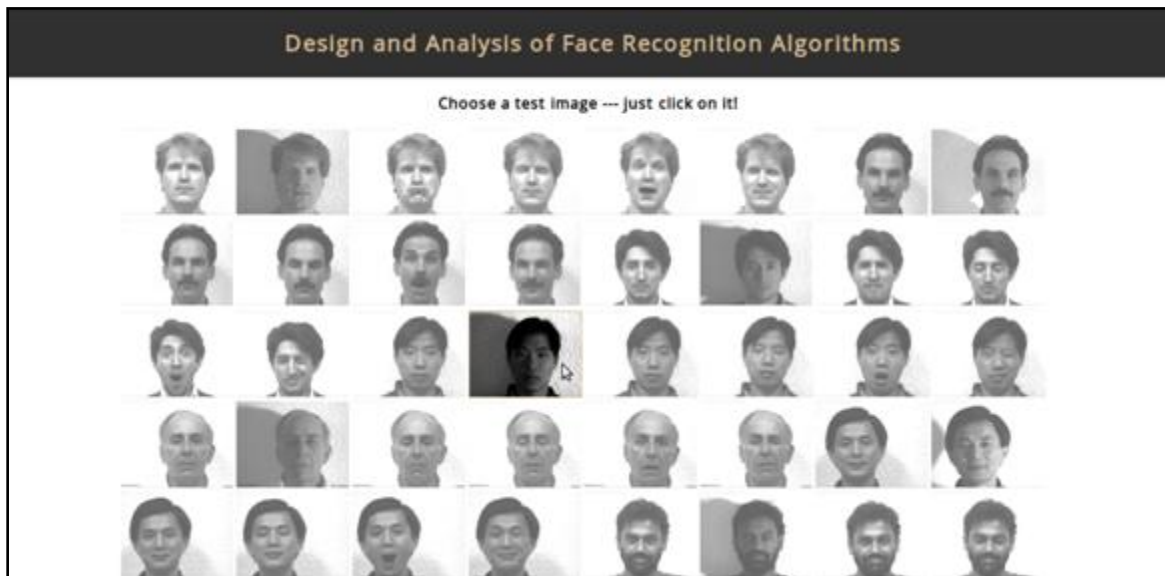 Design and Analysis of Face Recognition Algorithms
Choose a test image --- just click on it!